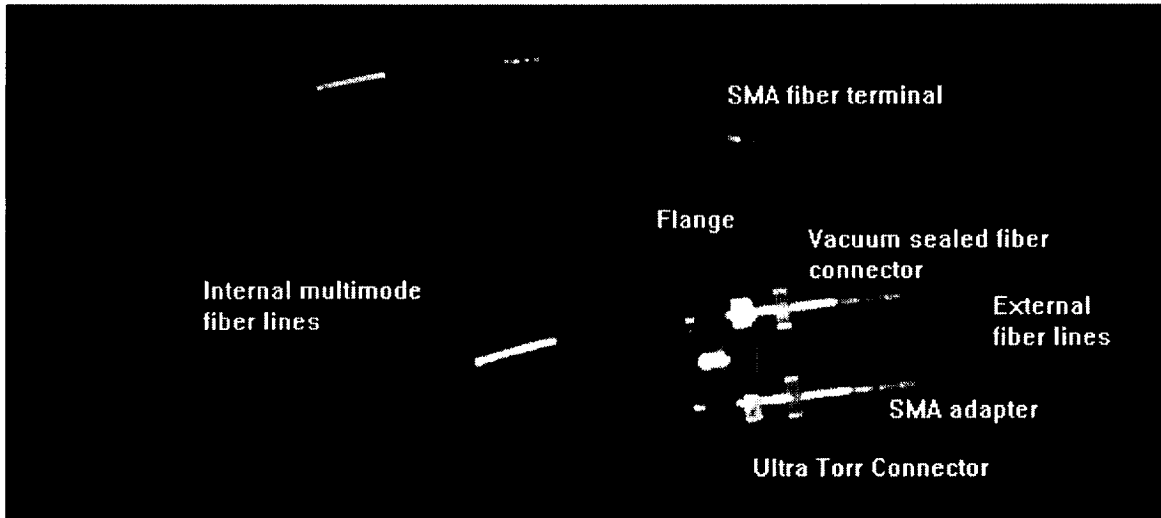 SMA fiber terminal
Flange
Vacuum sealed fiber
connector
Internal multimode
fiber lines
External
fiber lines
SMA adapter
Ultra Torr Connector